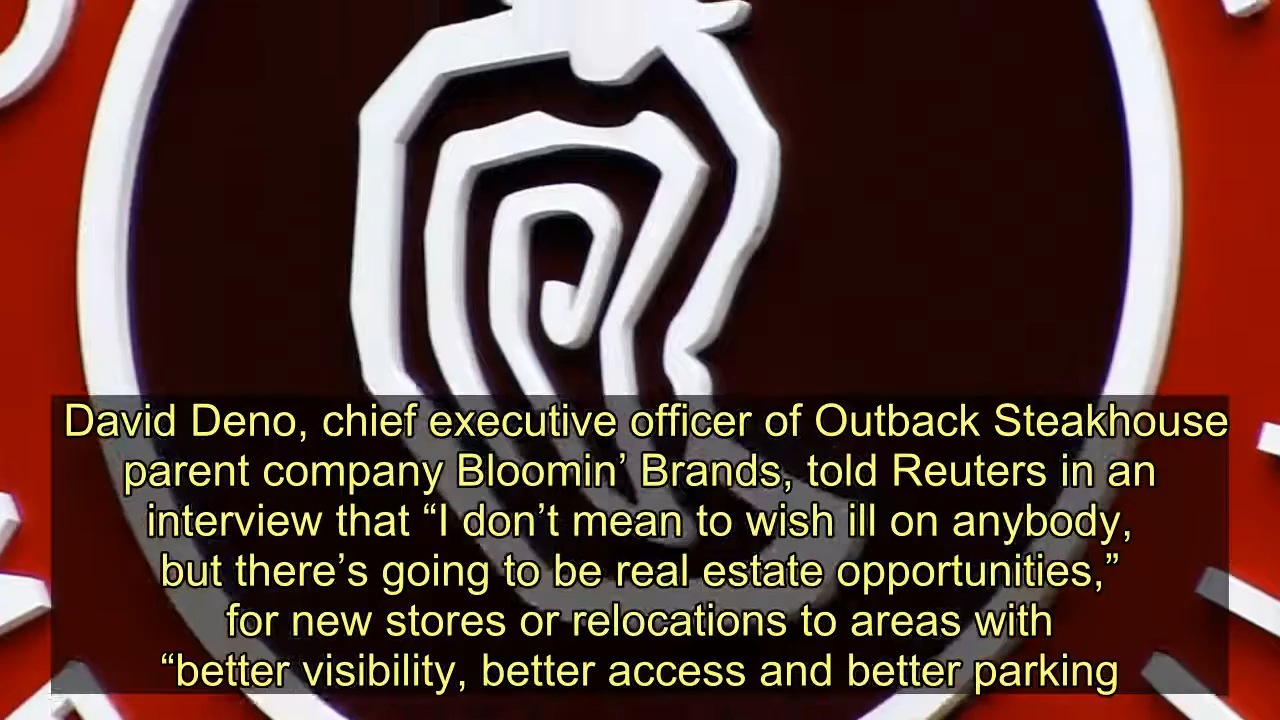 David Deno, chief executive officer of Outback Steakhouse
parent company Bloomin’ Brands, told Reuters in an
interview that “I don’t mean to wish ill on anybody,
but there’s going to be real estate opportunities,”
for new stores or relocations to areas with
“better visibility, better access and better parking